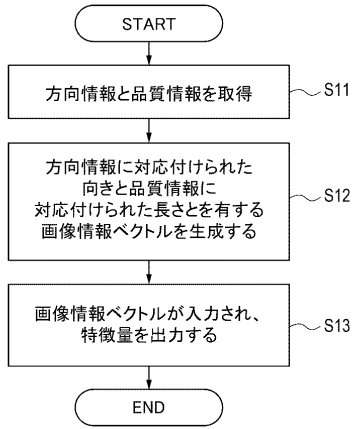 START
方向情報と品質情報を取得
S11
方向情報に対応付けられた
向きと品質情報に
対応付けられた長さとを有する
画像情報ベクトルを生成する
S12
画像情報ベクトルが入力され、
特徴量を出力する
S13
END